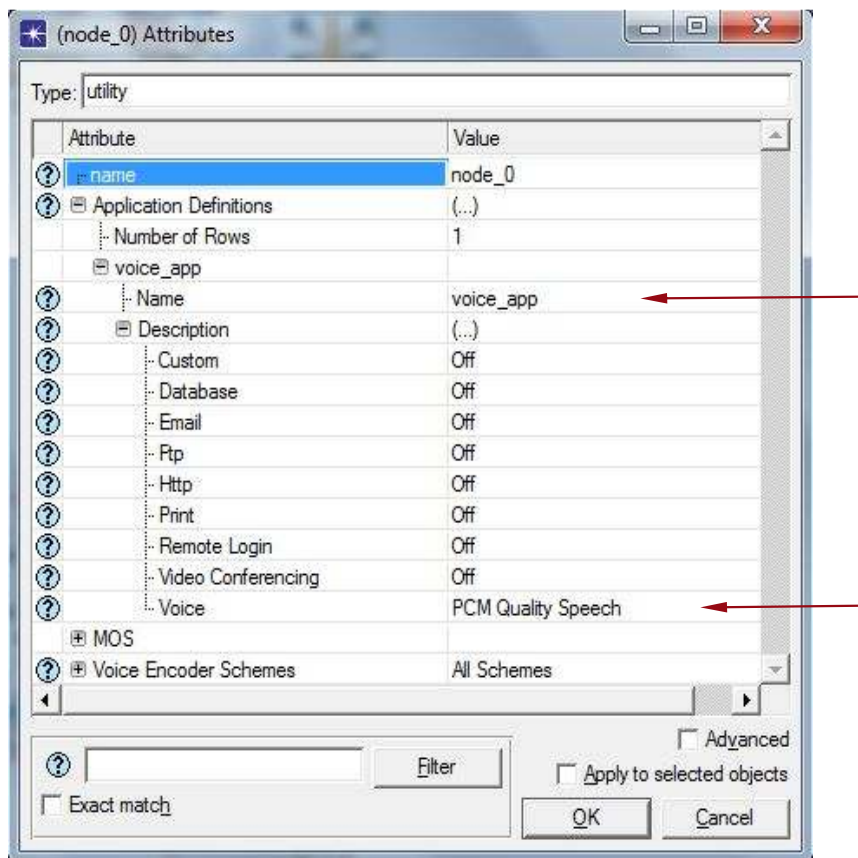 (node_0) Attributes
Type: utility
Attribute Value
name node_0
Application Definitions (...)
Number of Rows 1
voice_app
Name voice_app
Description (...)
Custom Off
Database Off
Email Off
Ftp Off
Http Off
Print Off
Remote Login Off
Video Conferencing Off
Voice PCM Quality Speech
MOS
Voice Encoder Schemes All Schemes
Advanced
Filter
Apply to selected objects
Exact match
OK Cancel